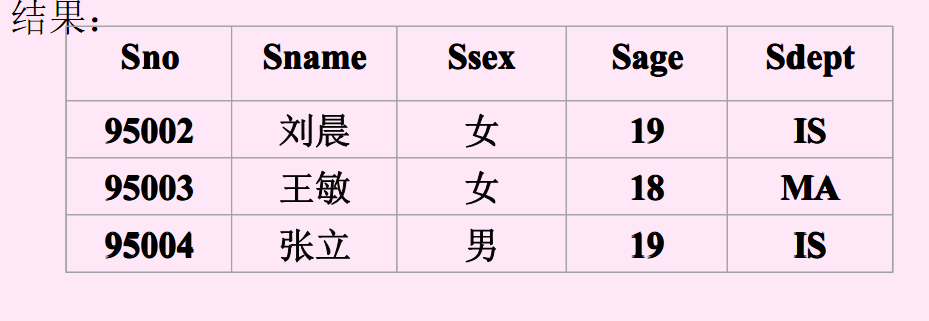 结果：
Sno Sname Ssex Sage Sdept
95002 刘晨 女 19 IS
95003 王敏 女 18 MA
95004 张立 男 19 IS